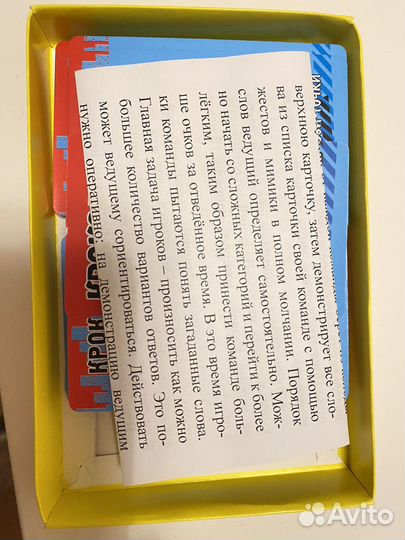 верхнюю карточку, затем демонстрирует все сло-
ва из списка карточки своей команде с помощью
жестов и мимики в полном молчании. Порядок
слов ведущий определяет самостоятельно. Мож-
но начать со сложных категорий и перейти к более
лёгким, таким образом принести команде боль-
ше очков за отведённое время. В это время игро-
ки команды пытаются понять загаданные слова.
Главная задача игроков – произносить как можно
большее количество вариантов ответов. Это по-
может ведущему сориентироваться. Действовать
нужно оперативно: на демонстрацию ведущим
КРОК КРОК
Avito